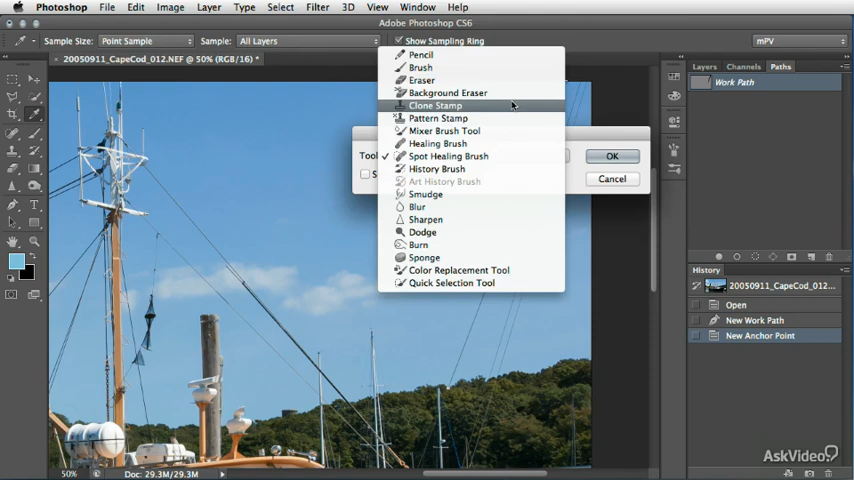 Photoshop File Edit Image Layer Type Select Filter 3D View Window Help
Adobe Photoshop CS6
Sample Size: Point Sample Sample: All Layers Show Sampling Ring mPV
20050911_CapeCod_012.NEF @ 50% (RGB/16) *
Pencil
Brush
Eraser
Background Eraser
Clone Stamp
Pattern Stamp
Mixer Brush Tool
Healing Brush
Spot Healing Brush
History Brush
Art History Brush
Smudge
Blur
Sharpen
Dodge
Burn
Sponge
Color Replacement Tool
Quick Selection Tool
Tool
S
OK
Cancel
Layers Channels Paths
Work Path
History
20050911_CapeCod_012...
Open
New Work Path
New Anchor Point
50% Doc: 29.3M/29.3M
AskVideo